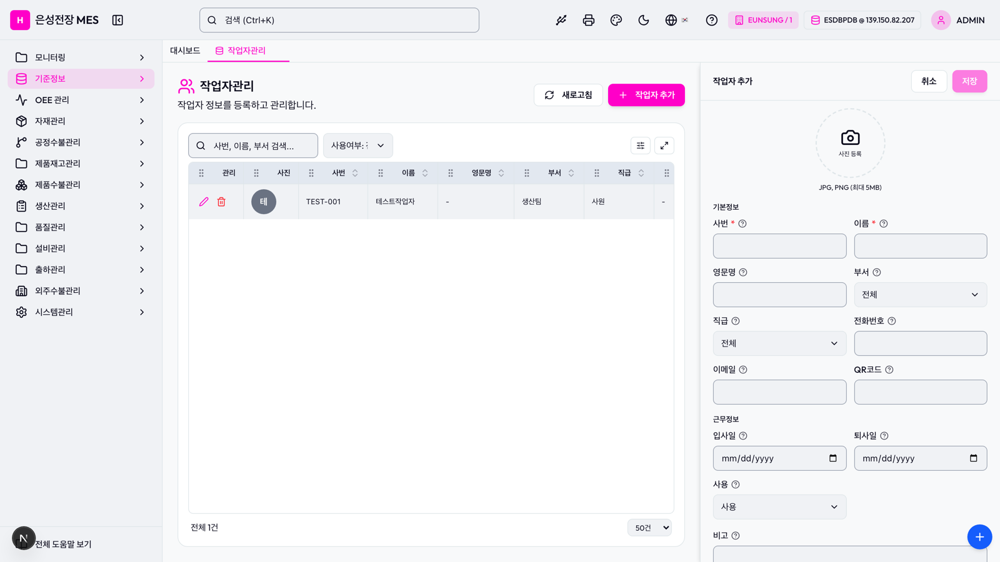 H 은성전장 MES
검색 (Ctrl+K)
EUNSUNG / 1
ESDBPDB @ 139.150.82.207
ADMIN
모니터링
기준정보
OEE 관리
자재관리
공정수불관리
제품재고관리
제품수불관리
생산관리
품질관리
설비관리
출하관리
외주수불관리
시스템관리
N 전체 도움말 보기
대시보드 작업자관리
작업자관리
작업자 정보를 등록하고 관리합니다.
새로고침
작업자 추가
사번, 이름, 부서 검색...
사용여부:
관리 사진 사번 이름 영문명 부서 직급
테 TEST-001 테스트작업자 - 생산팀 사원 -
전체 1건
50건
작업자 추가
취소
저장
사진 등록
JPG, PNG (최대 5MB)
기본정보
사번 * 이름 *
영문명 부서
전체
직급 전화번호
전체
이메일 QR코드
근무정보
입사일 퇴사일
mm/dd/yyyy mm/dd/yyyy
사용
사용
비고